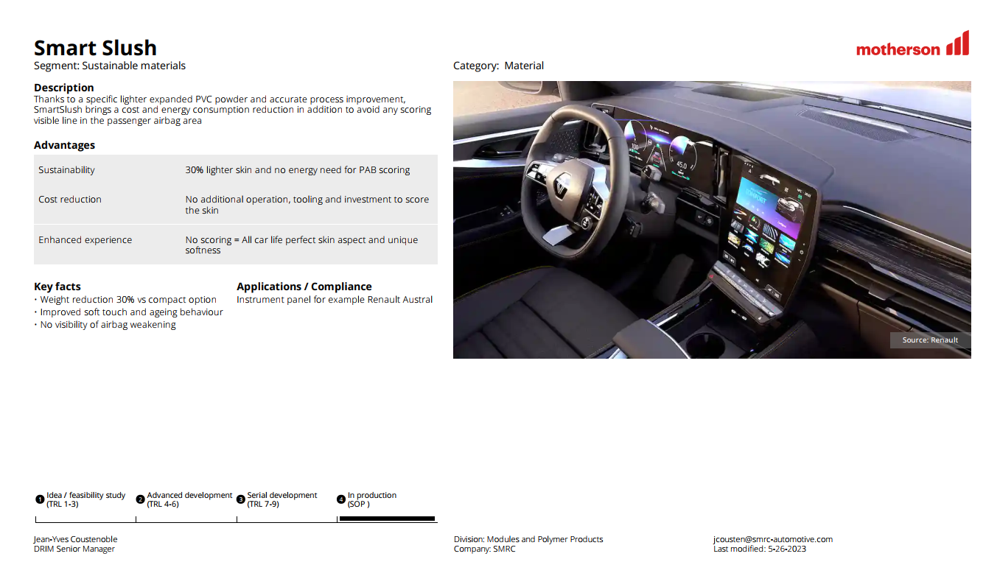 Smart Slush
Segment: Sustainable materials
motherson
Category: Material
Description
Thanks to a specific lighter expanded PVC powder and accurate process improvement,
SmartSlush brings a cost and energy consumption reduction in addition to avoid any scoring
visible line in the passenger airbag area
Advantages
Sustainability
30% lighter skin and no energy need for PAB scoring
Cost reduction
No additional operation, tooling and investment to score
the skin
Enhanced experience
No scoring = All car life perfect skin aspect and unique
softness
Key facts
• Weight reduction 30% vs compact option
• Improved soft touch and ageing behaviour
• No visibility of airbag weakening
Applications / Compliance
Instrument panel for example Renault Austral
100
45.0
COMFORT
Source: Renault
1 Idea / feasibility study
(TRL 1-3)
2 Advanced development
(TRL 4-6)
3 Serial development
(TRL 7-9)
4 In production
(SOP )
Jean-Yves Coustenoble
DRIM Senior Manager
Division: Modules and Polymer Products
Company: SMRC
jcousten@smrc-automotive.com
Last modified: 5-26-2023